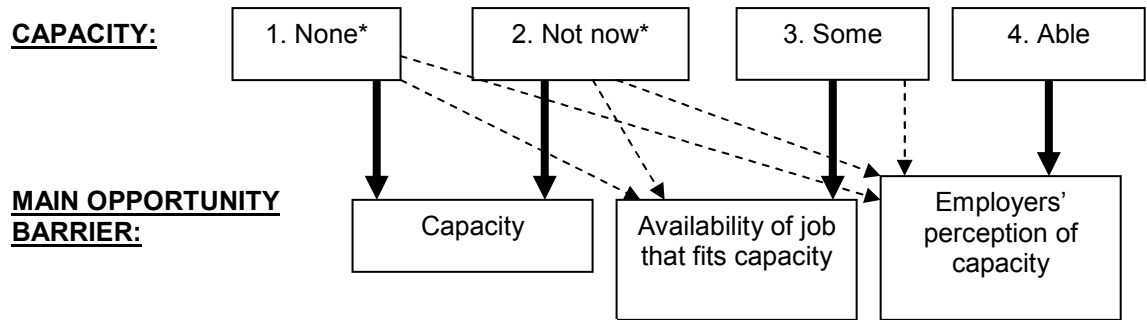 CAPACITY:
1. None*
2. Not now*
3. Some
4. Able
MAIN OPPORTUNITY
BARRIER:
Capacity
Availability of job
that fits capacity
Employers’
perception of
capacity